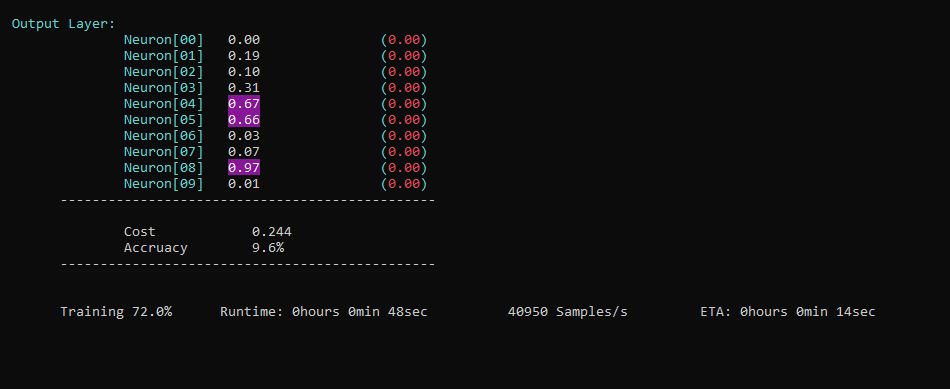 Output Layer:
Neuron[00] 0.00 (0.00)
Neuron[01] 0.19 (0.00)
Neuron[02] 0.10 (0.00)
Neuron[03] 0.31 (0.00)
Neuron[04] 0.67 (0.00)
Neuron[05] 0.66 (0.00)
Neuron[06] 0.03 (0.00)
Neuron[07] 0.07 (0.00)
Neuron[08] 0.97 (0.00)
Neuron[09] 0.01 (0.00)
-----------------------------------------------
Cost 0.244
Accruacy 9.6%
-----------------------------------------------
Training 72.0% Runtime: 0hours 0min 48sec 40950 Samples/s ETA: 0hours 0min 14sec